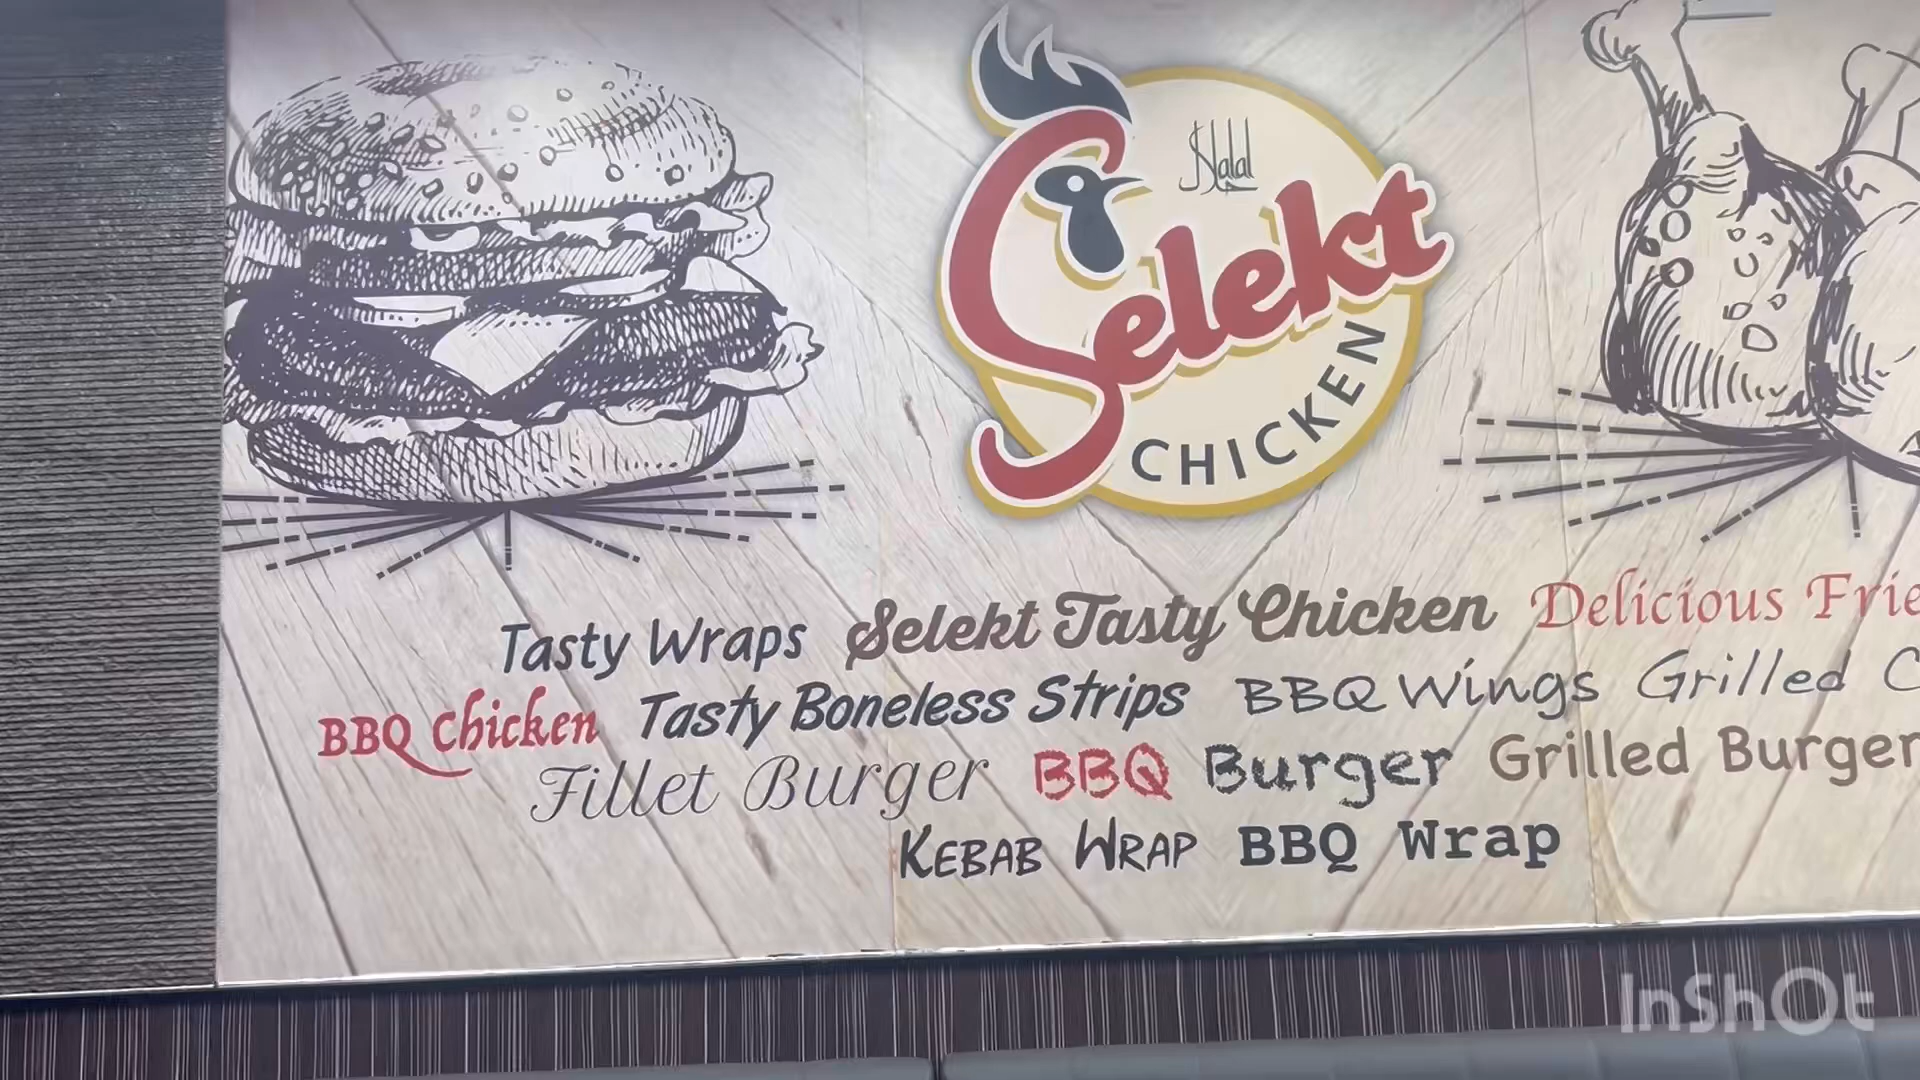 Halal
Selekt
CHICKEN
Tasty Wraps Selekt Tasty Chicken Delicious
BBQ Chicken Tasty Boneless Strips BBQ Wings Grilled
Fillet Burger BBQ Burger Grilled Burger
KEBAB WRAP BBQ Wrap
InShOt